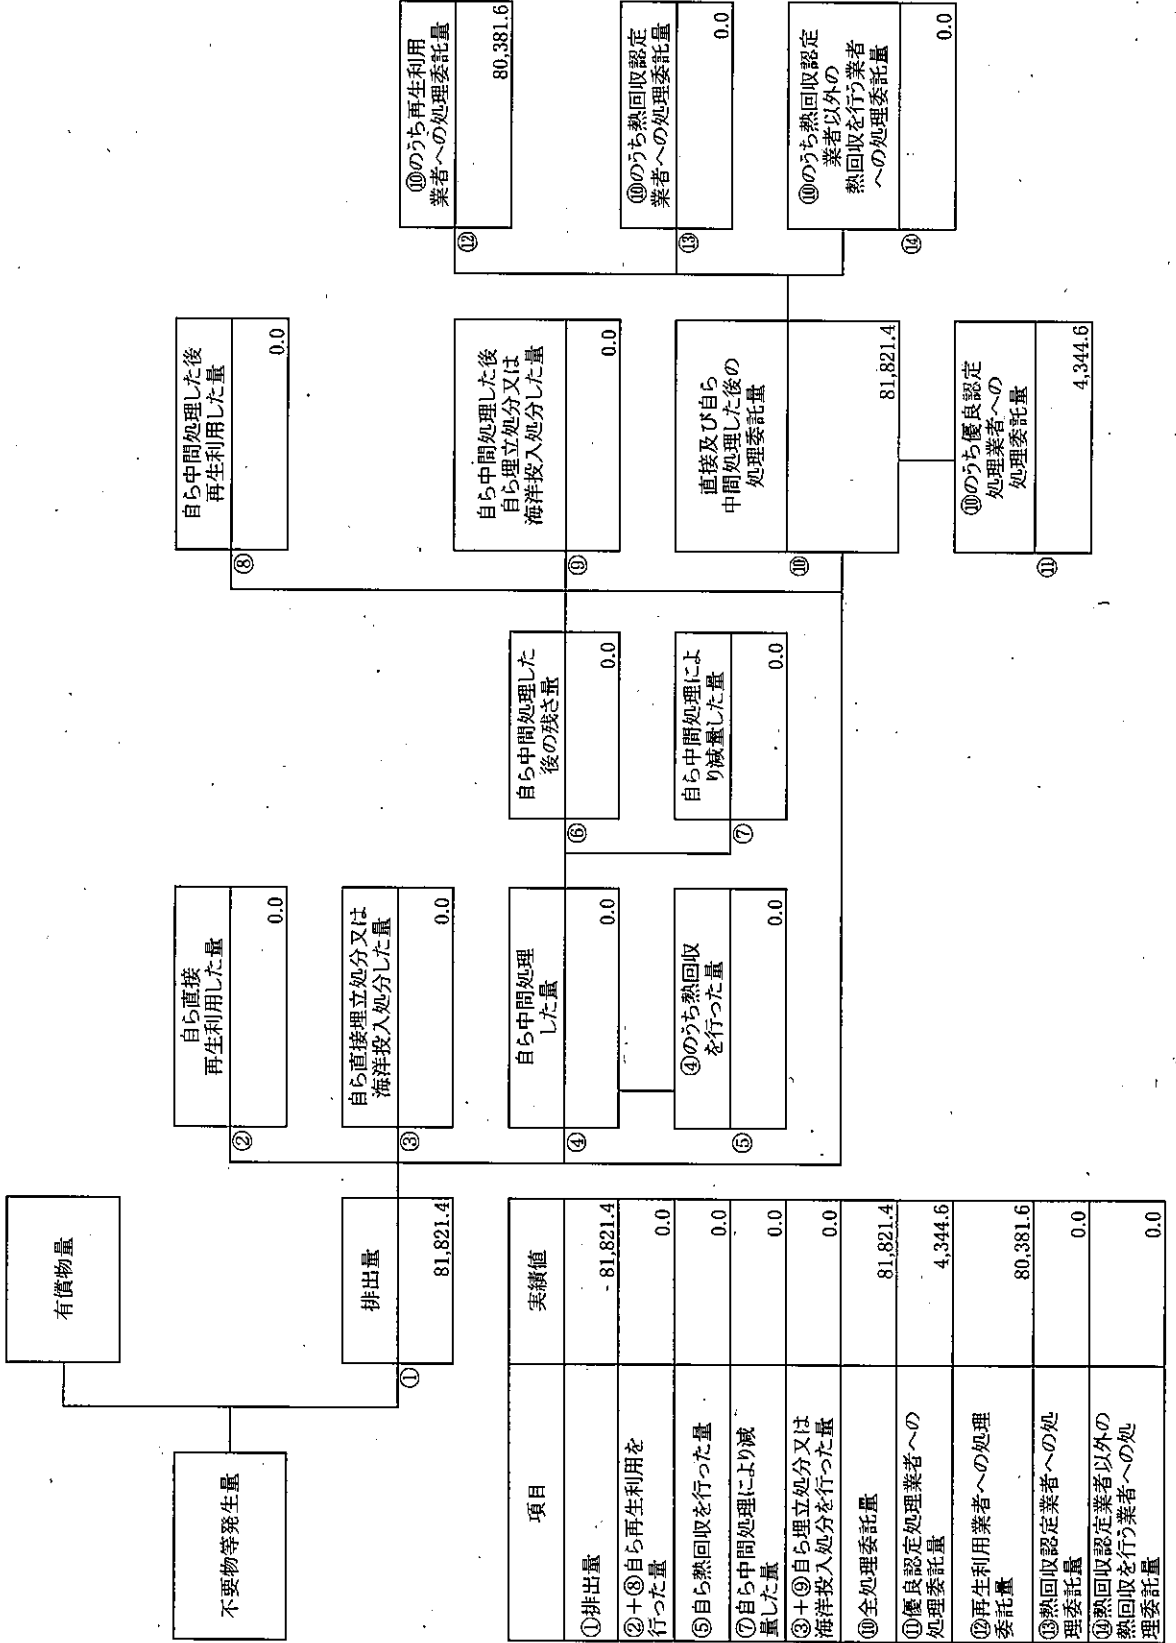 不要物等発生量
有償物量
排出量
①
81,821.4
自ら直接
再生利用した量
②
0.0
自ら直接埋立処分又は
海洋投入処分した量
③
0.0
自ら中間処理
した量
④
0.0
④のうち熱回収
を行った量
⑤
0.0
自ら中間処理した
後の残さ量
⑥
0.0
自ら中間処理によ
り減量した量
⑦
0.0
自ら中間処理した後
再生利用した量
⑧
0.0
自ら中間処理した後
自ら埋立処分又は
海洋投入処分した量
⑨
0.0
直接及び自ら
中間処理した後の
処理委託量
⑩
81,821.4
⑩のうち優良認定
処理業者への
処理委託量
⑪
4,344.6
⑩のうち再生利用
業者への処理委託量
⑫
80,381.6
⑩のうち熱回収認定
業者への処理委託量
⑬
0.0
⑩のうち熱回収認定
業者以外の
熱回収を行う業者
への処理委託量
⑭
0.0
項目 実績値
①排出量 - 81,821.4
②+⑧自ら再生利用を
行った量 0.0
⑤自ら熱回収を行った量 0.0
⑦自ら中間処理により減
量した量 0.0
③+⑨自ら埋立処分又は
海洋投入処分を行った量 0.0
⑩全処理委託量 81,821.4
⑪優良認定処理業者への
処理委託量 4,344.6
⑫再生利用業者への処理
委託量 80,381.6
⑬熱回収認定業者への処
理委託量 0.0
⑭熱回収認定業者以外の
熱回収を行う業者への処
理委託量 0.0